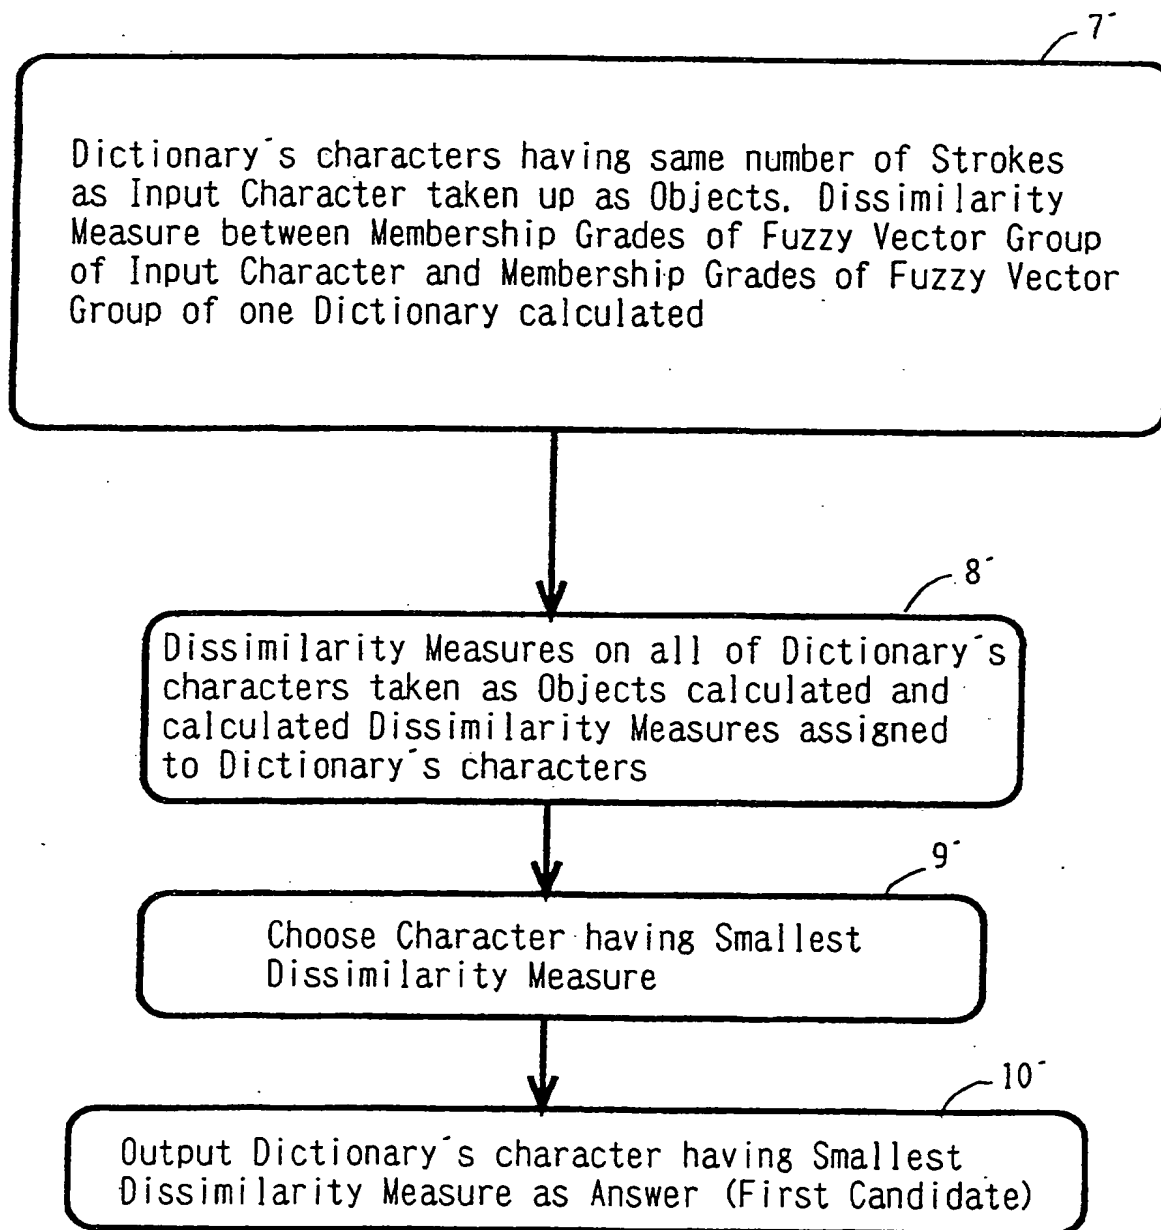 7´
Dictionary´s characters having same number of Strokes
as Input Character taken up as Objects. Dissimilarity
Measure between Membership Grades of Fuzzy Vector Group
of Input Character and Membership Grades of Fuzzy Vector
Group of one Dictionary calculated
8´
Dissimilarity Measures on all of Dictionary´s
characters taken as Objects calculated and
calculated Dissimilarity Measures assigned
to Dictionary´s characters
9´
Choose Character having Smallest
Dissimilarity Measure
10´
Output Dictionary´s character having Smallest
Dissimilarity Measure as Answer (First Candidate)